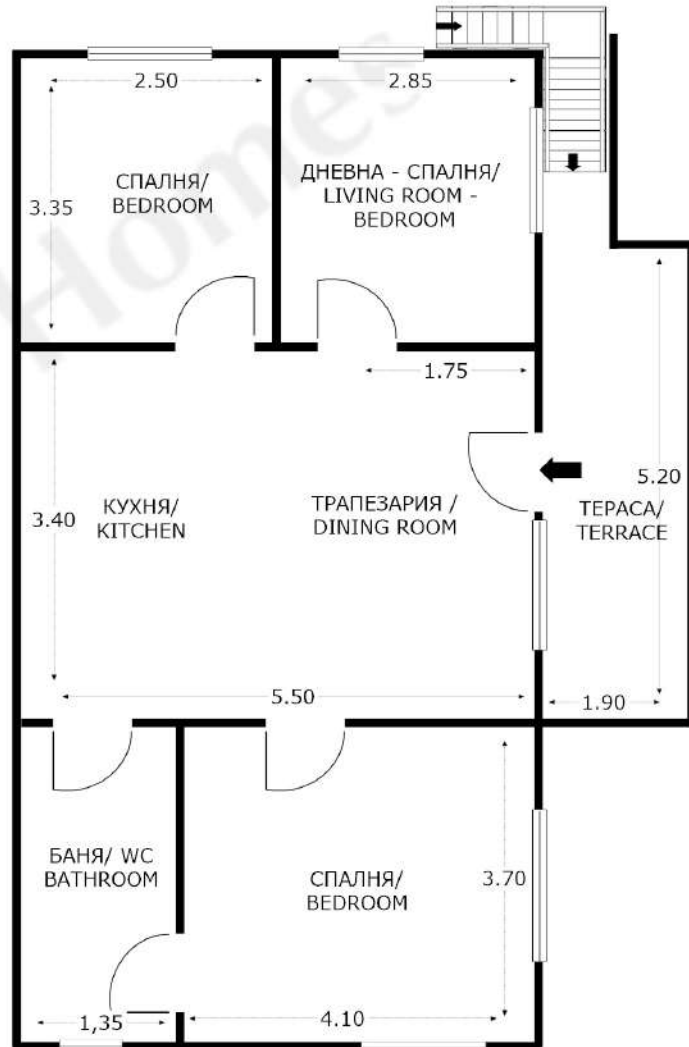 Homes
2.50
2.85
3.35
СПАЛНЯ/
BEDROOM
ДНЕВНА - СПАЛНЯ/
LIVING ROOM -
BEDROOM
1.75
3.40
КУХНЯ/
KITCHEN
ТРАПЕЗАРИЯ /
DINING ROOM
5.20
ТЕРАСА/
TERRACE
5.50
1.90
БАНЯ/ WC
BATHROOM
СПАЛНЯ/
BEDROOM
3.70
1,35
4.10